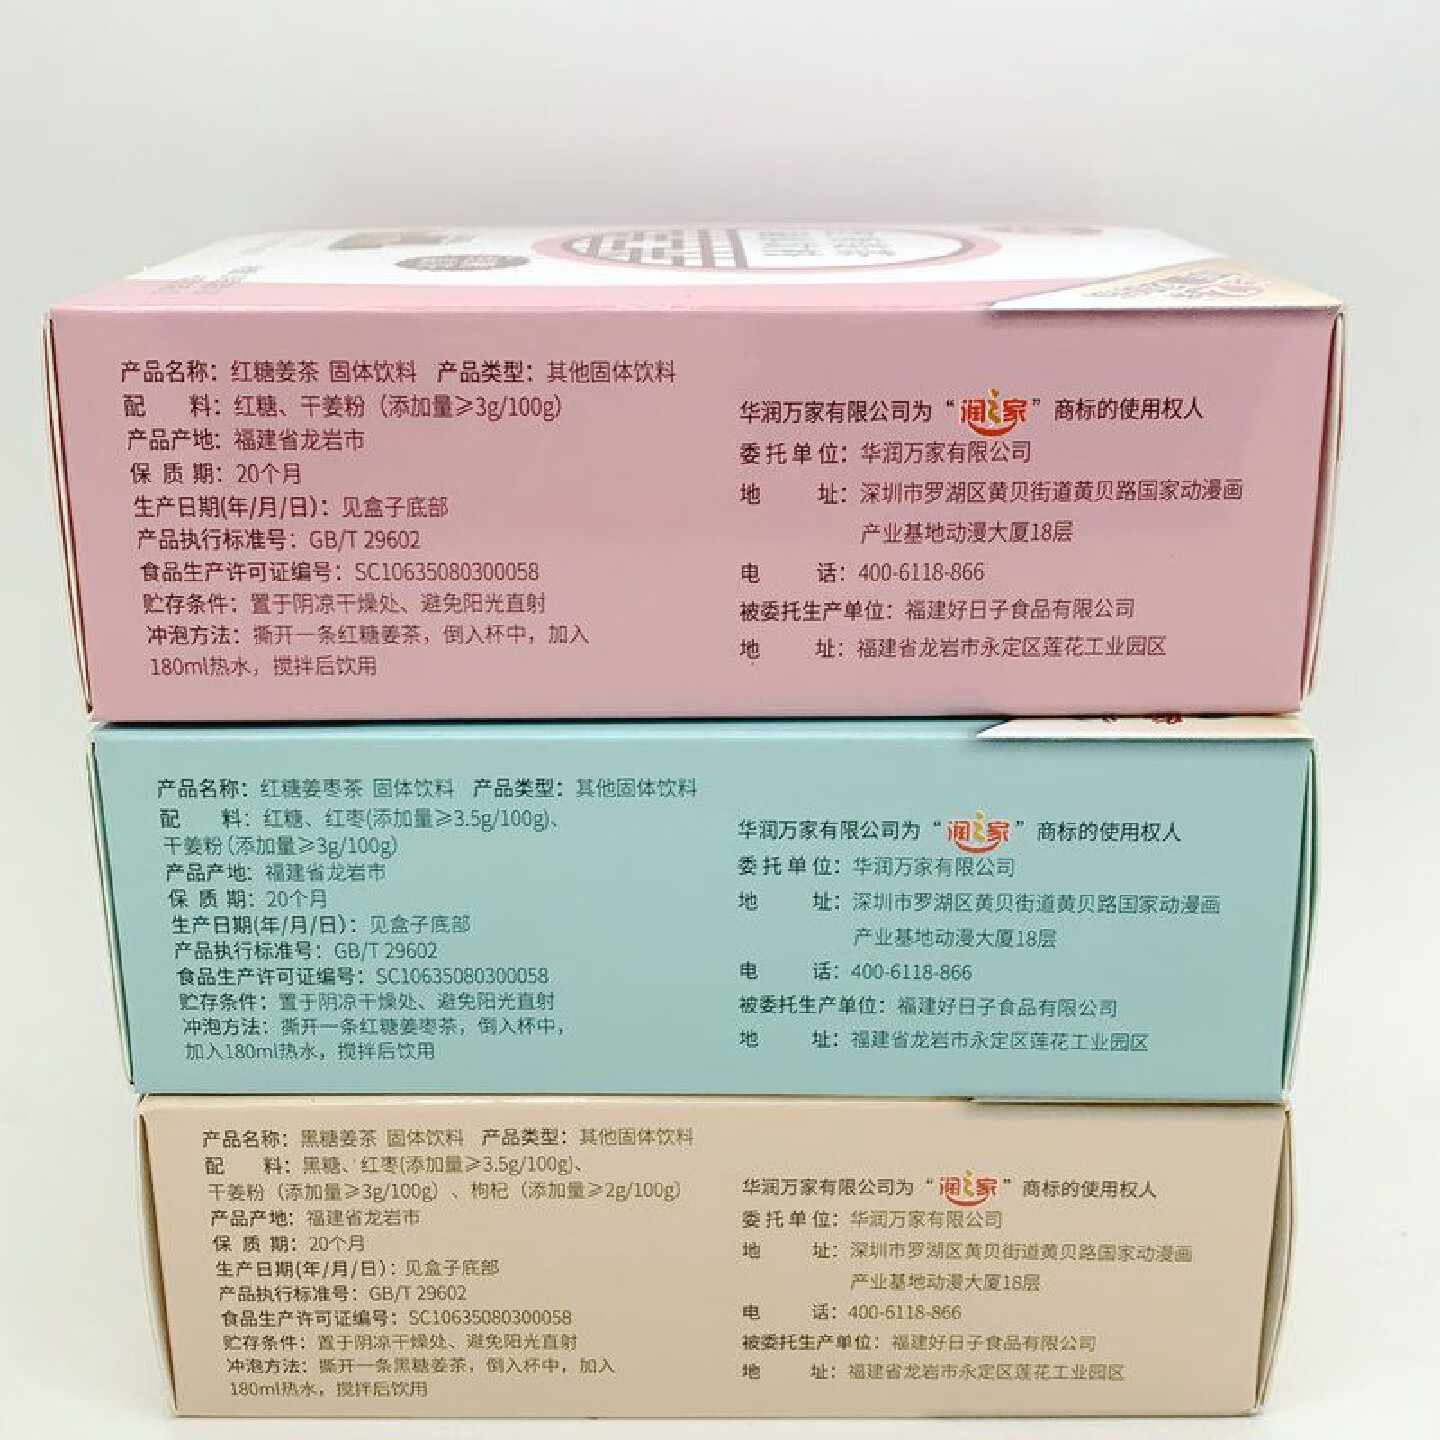 产品名称：红糖姜茶 固体饮料 产品类型：其他固体饮料
配 料：红糖、干姜粉（添加量≥3g/100g）
产品产地：福建省龙岩市
保 质 期：20个月
生产日期(年/月/日)：见盒子底部
产品执行标准号：GB/T 29602
食品生产许可证编号：SC10635080300058
贮存条件：置于阴凉干燥处、避免阳光直射
冲泡方法：撕开一条红糖姜茶，倒入杯中，加入
180ml热水，搅拌后饮用
华润万家有限公司为“润之家”商标的使用权人
委托单位：华润万家有限公司
地 址：深圳市罗湖区黄贝街道黄贝路国家动漫画
产业基地动漫大厦18层
电 话：400-6118-866
被委托生产单位：福建好日子食品有限公司
地 址：福建省龙岩市永定区莲花工业园区
产品名称：红糖姜枣茶 固体饮料 产品类型：其他固体饮料
配 料：红糖、红枣(添加量≥3.5g/100g)、
干姜粉(添加量≥3g/100g)
产品产地：福建省龙岩市
保 质 期：20个月
生产日期(年/月/日)：见盒子底部
产品执行标准号：GB/T 29602
食品生产许可证编号：SC10635080300058
贮存条件：置于阴凉干燥处、避免阳光直射
冲泡方法：撕开一条红糖姜枣茶，倒入杯中，
加入180ml热水，搅拌后饮用
华润万家有限公司为“润之家”商标的使用权人
委托单位：华润万家有限公司
地 址：深圳市罗湖区黄贝街道黄贝路国家动漫画
产业基地动漫大厦18层
电 话：400-6118-866
被委托生产单位：福建好日子食品有限公司
地 址：福建省龙岩市永定区莲花工业园区
产品名称：黑糖姜茶 固体饮料 产品类型：其他固体饮料
配 料：黑糖、红枣(添加量≥3.5g/100g)、
干姜粉（添加量≥3g/100g）、枸杞（添加量≥2g/100g）
产品产地：福建省龙岩市
保 质 期：20个月
生产日期(年/月/日)：见盒子底部
产品执行标准号：GB/T 29602
食品生产许可证编号：SC10635080300058
贮存条件：置于阴凉干燥处、避免阳光直射
冲泡方法：撕开一条黑糖姜茶，倒入杯中，加入
180ml热水，搅拌后饮用
华润万家有限公司为“润之家”商标的使用权人
委托单位：华润万家有限公司
地 址：深圳市罗湖区黄贝街道黄贝路国家动漫画
产业基地动漫大厦18层
电 话：400-6118-866
被委托生产单位：福建好日子食品有限公司
地 址：福建省龙岩市永定区莲花工业园区